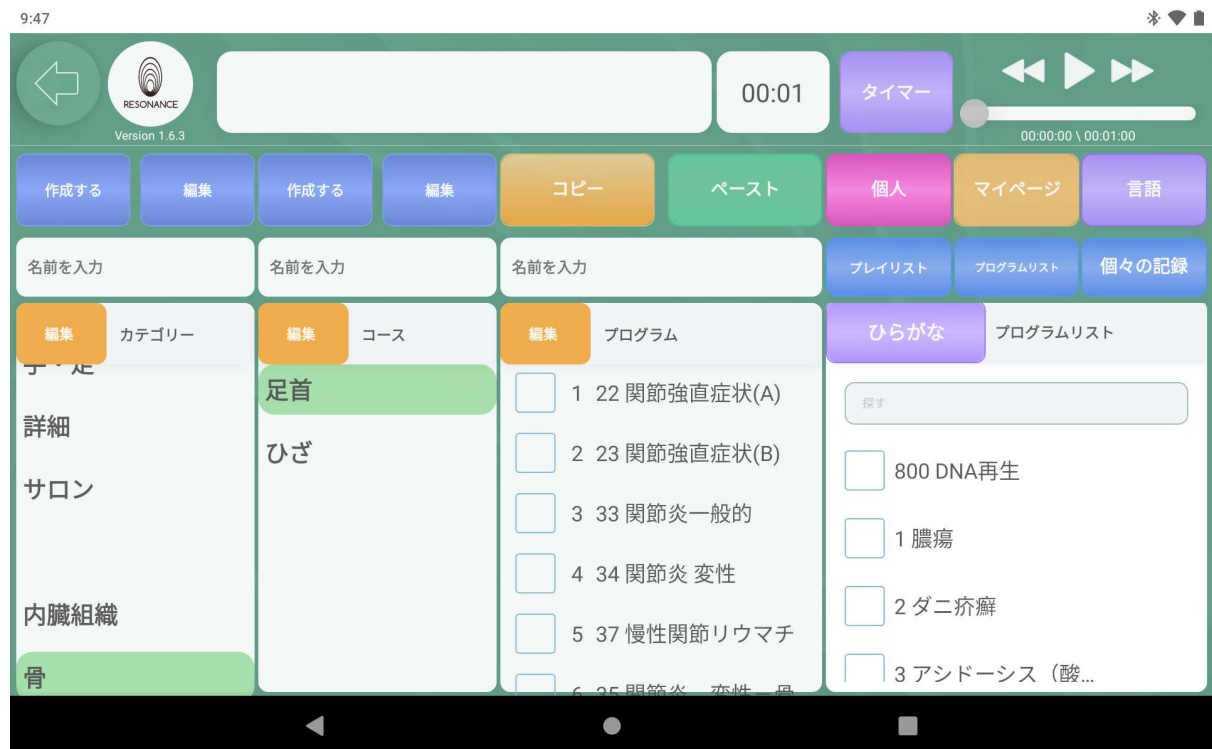 9:47
RESONANCE
Version 1.6.3
00:01
タイマー
00:00:00 \ 00:01:00
作成する
編集
作成する
編集
コピー
ペースト
個人
マイページ
言語
名前を入力
名前を入力
名前を入力
プレイリスト
プログラムリスト
個々の記録
編集
カテゴリー
詳細
サロン
内臓組織
骨
編集
コース
足首
ひざ
編集
プログラム
1 22 関節強直症状(A)
2 23 関節強直症状(B)
3 33 関節炎一般的
4 34 関節炎 変性
5 37 慢性関節リウマチ
6 35 関節炎
ひらがな
プログラムリスト
探す
800 DNA再生
1 膿瘍
2 ダニ疥癬
3 アシドーシス（酸...